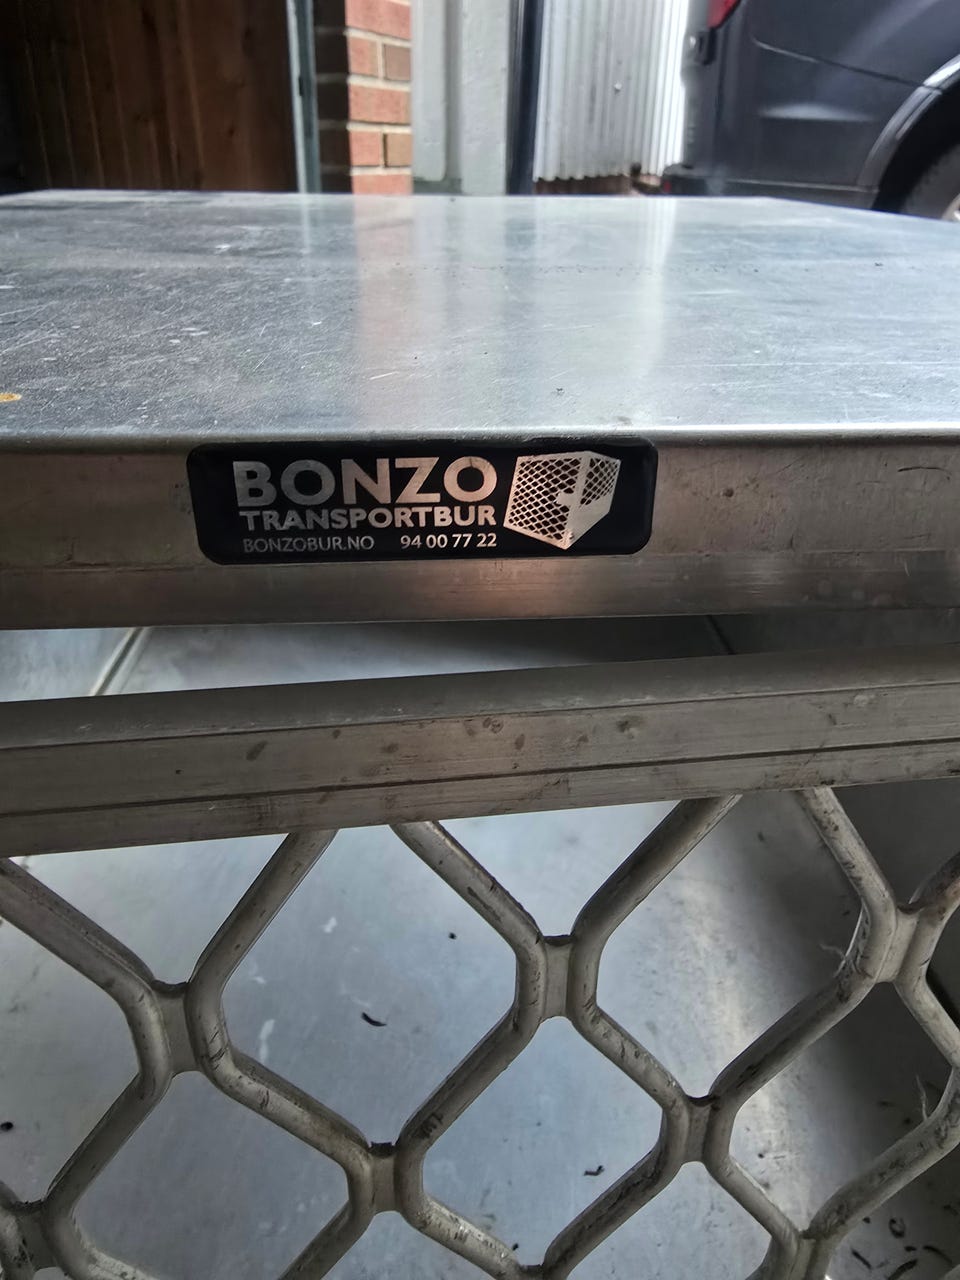 BONZO
TRANSPORTBUR
BONZOBUR.NO 94 00 77 22